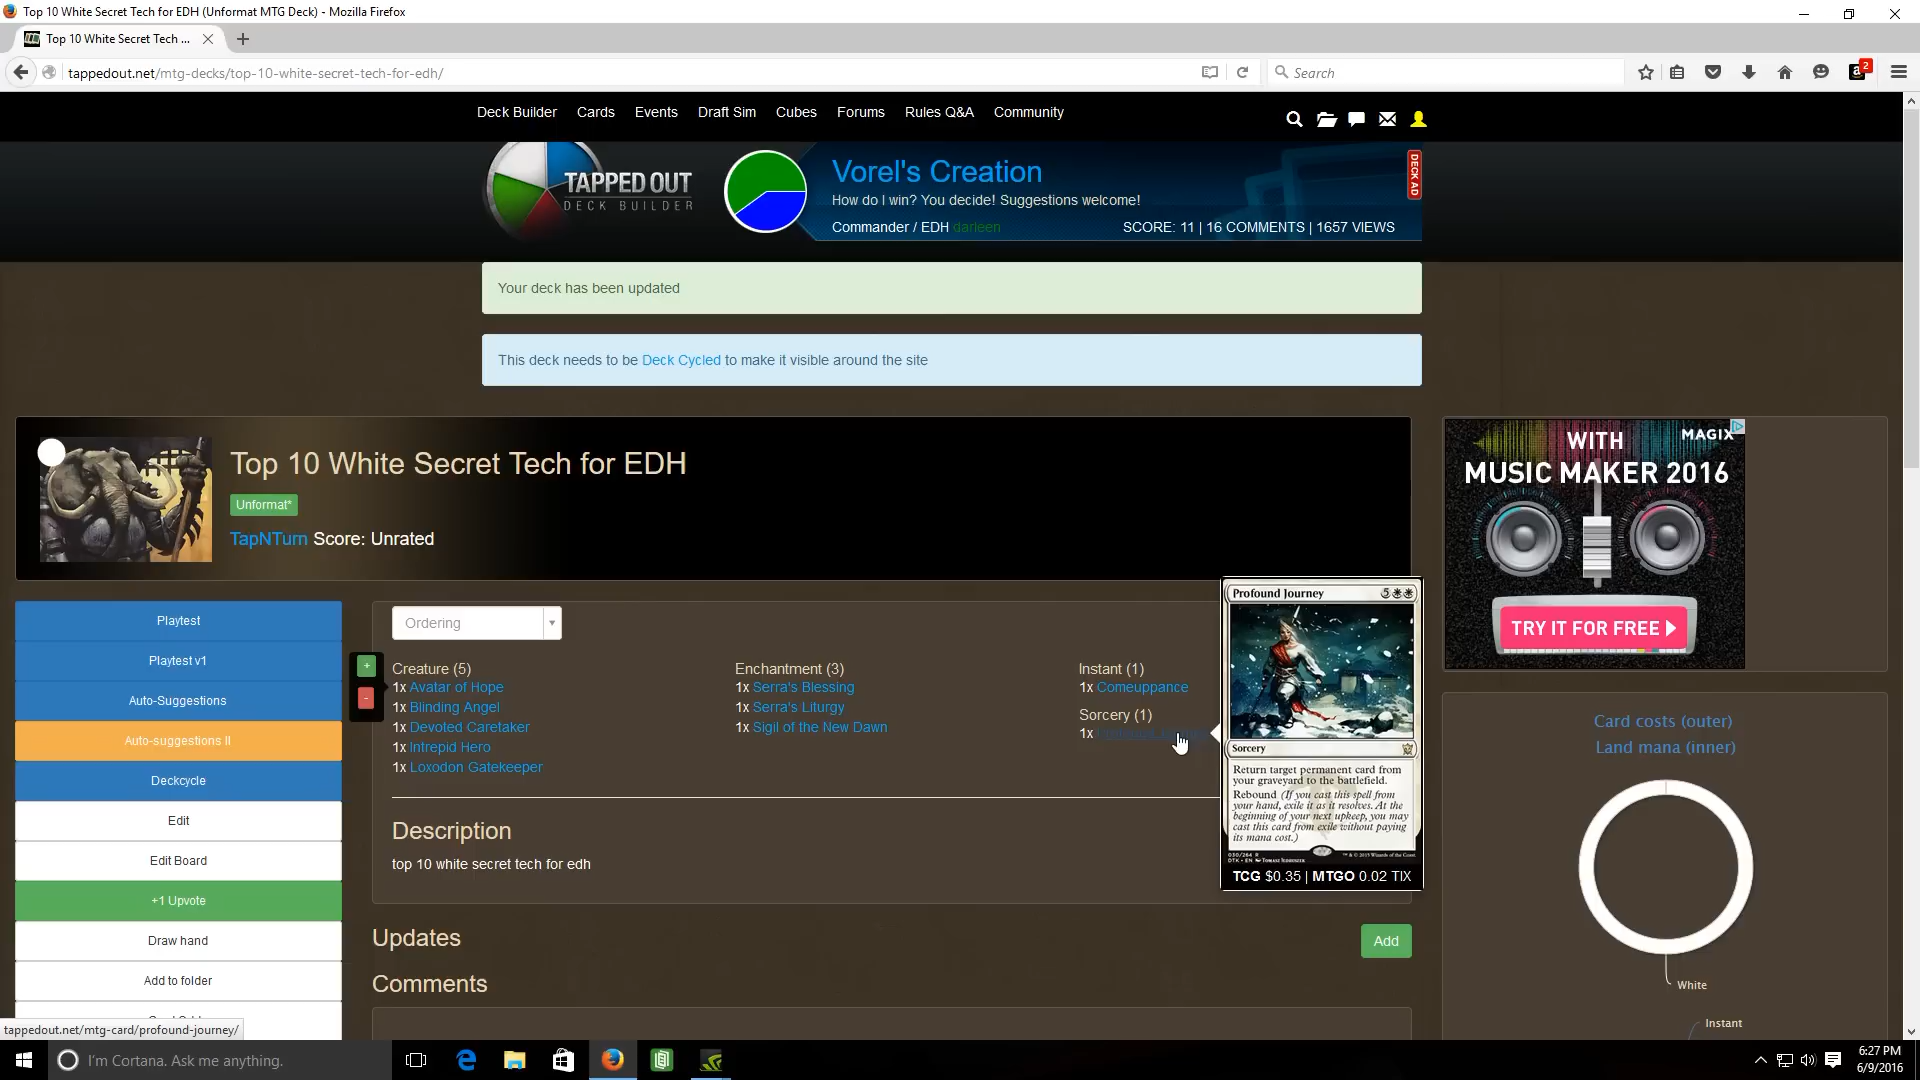 Top 10 White Secret Tech for EDH (Unformat MTG Deck) - Mozilla Firefox
Top 10 White Secret Tech ...
tappedout.net/mtg-decks/top-10-white-secret-tech-for-edh/
Search
2
Deck Builder Cards Events Draft Sim Cubes Forums Rules Q&A Community
TAPPED OUT
DECK BUILDER
Vorel's Creation
How do I win? You decide! Suggestions welcome!
Commander / EDH darleen
SCORE: 11 | 16 COMMENTS | 1657 VIEWS
DECK AD
Your deck has been updated
This deck needs to be Deck Cycled to make it visible around the site
Top 10 White Secret Tech for EDH
Unformat*
TapNTurn Score: Unrated
WITH
MAGIX
MUSIC MAKER 2016
TRY IT FOR FREE
Playtest
Playtest v1
Auto-Suggestions
Auto-suggestions II
Deckcycle
Edit
Edit Board
+1 Upvote
Draw hand
Add to folder
Ordering
+
-
Creature (5)
1x Avatar of Hope
1x Blinding Angel
1x Devoted Caretaker
1x Intrepid Hero
1x Loxodon Gatekeeper
Enchantment (3)
1x Serra's Blessing
1x Serra's Liturgy
1x Sigil of the New Dawn
Instant (1)
1x Comeuppance
Sorcery (1)
1x
Profound Journey 5
Sorcery
Return target permanent card from
your graveyard to the battlefield.
Rebound (If you cast this spell from
your hand, exile it as it resolves. At the
beginning of your next upkeep, you may
cast this card from exile without paying
its mana cost.)
TCG $0.35 | MTGO 0.02 TIX
Description
top 10 white secret tech for edh
Updates
Add
Comments
Card costs (outer)
Land mana (inner)
White
Instant
tappedout.net/mtg-card/profound-journey/
I'm Cortana. Ask me anything.
6:27 PM
6/9/2016